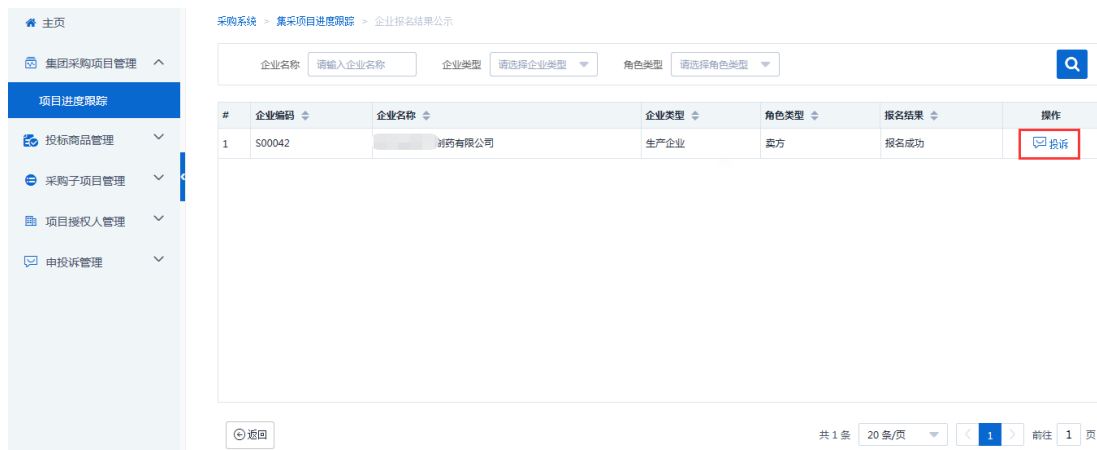 主页
采购系统 > 集采项目进度跟踪 > 企业报名结果公示
集团采购项目管理
企业名称 请输入企业名称 企业类型 请选择企业类型 角色类型 请选择角色类型
项目进度跟踪
# 企业编码 企业名称 企业类型 角色类型 报名结果 操作
投标商品管理
1 S00042 制药有限公司 生产企业 卖方 报名成功 投诉
采购子项目管理
项目授权人管理
申投诉管理
返回 共 1 条 20 条/页 1 前往 1 页